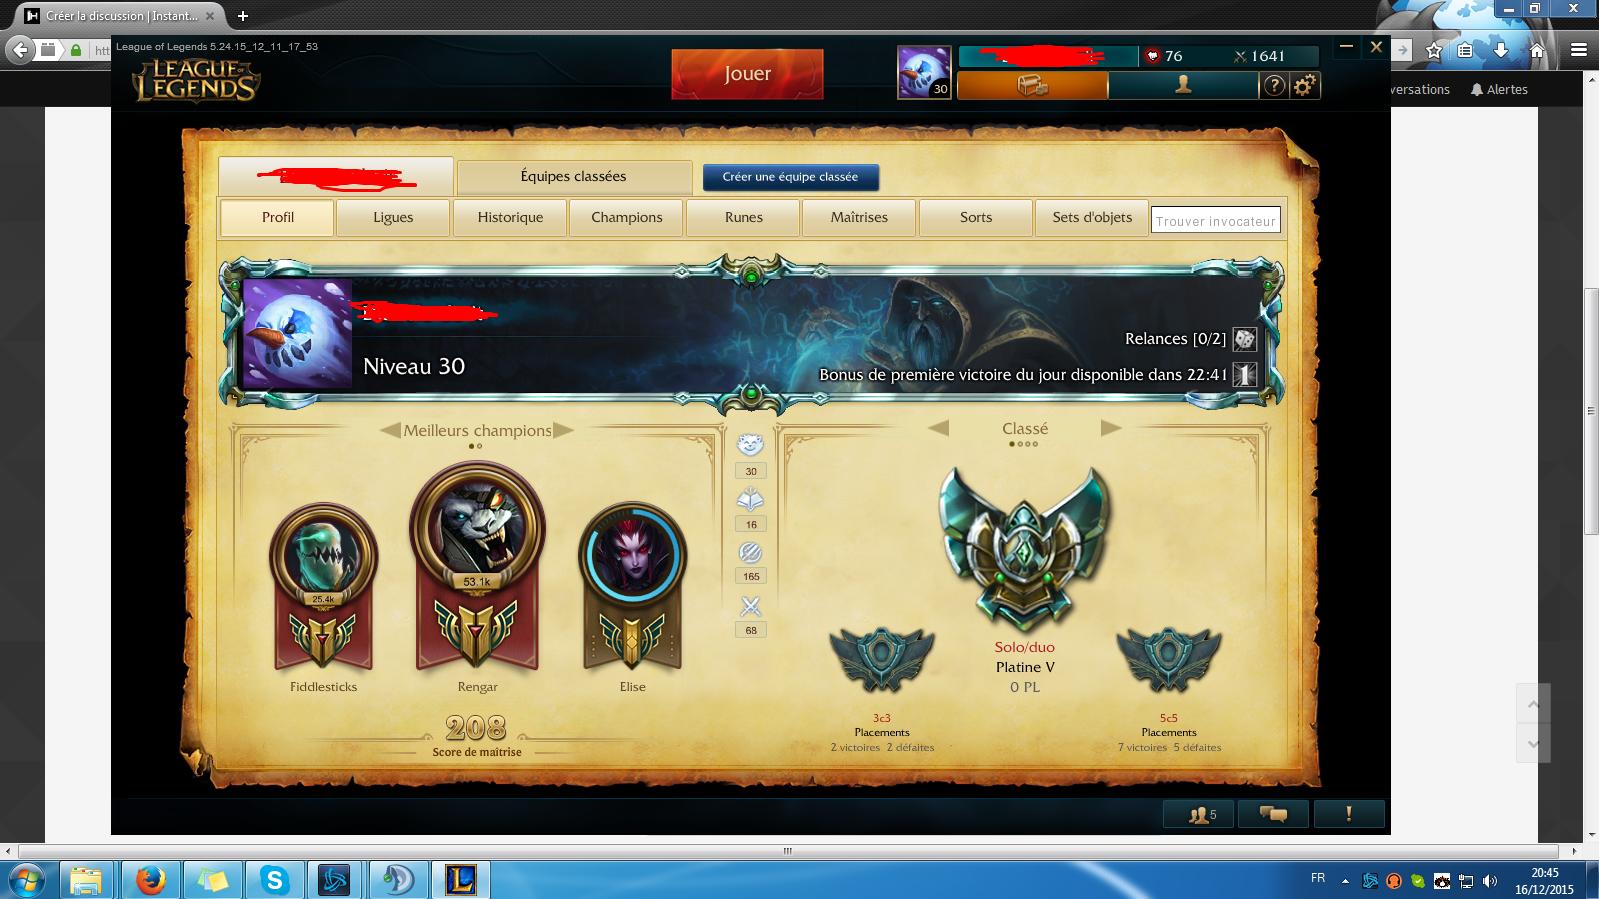 Créer la discussion | Instant...
htt
League of Legends 5.24.15_12_11_17_53
LEAGUE OF LEGENDS
Jouer
30
76
1641
?
versations
Alertes
Équipes classées
Créer une équipe classée
Profil
Ligues
Historique
Champions
Runes
Maîtrises
Sorts
Sets d'objets
Trouver invocateur
Relances [0/2]
Niveau 30
Bonus de première victoire du jour disponible dans 22:41
1
Meilleurs champions
Classé
30
16
165
68
25.4k
53.1k
Fiddlesticks
Rengar
Elise
208
Score de maîtrise
Solo/duo
Platine V
0 PL
3c3
Placements
2 victoires 2 défaites
5c5
Placements
7 victoires 5 défaites
5
!
S
L
FR
20:45
16/12/2015